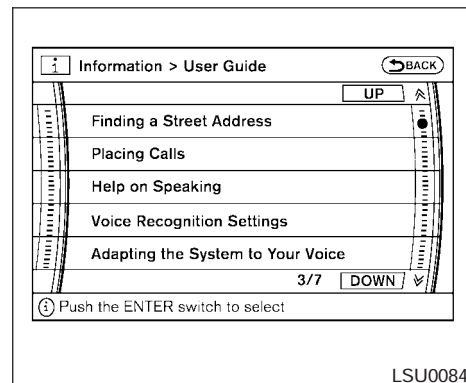 i Information > User Guide BACK
UP
Finding a Street Address
Placing Calls
Help on Speaking
Voice Recognition Settings
Adapting the System to Your Voice
3/7 DOWN
i Push the ENTER switch to select
LSU0084